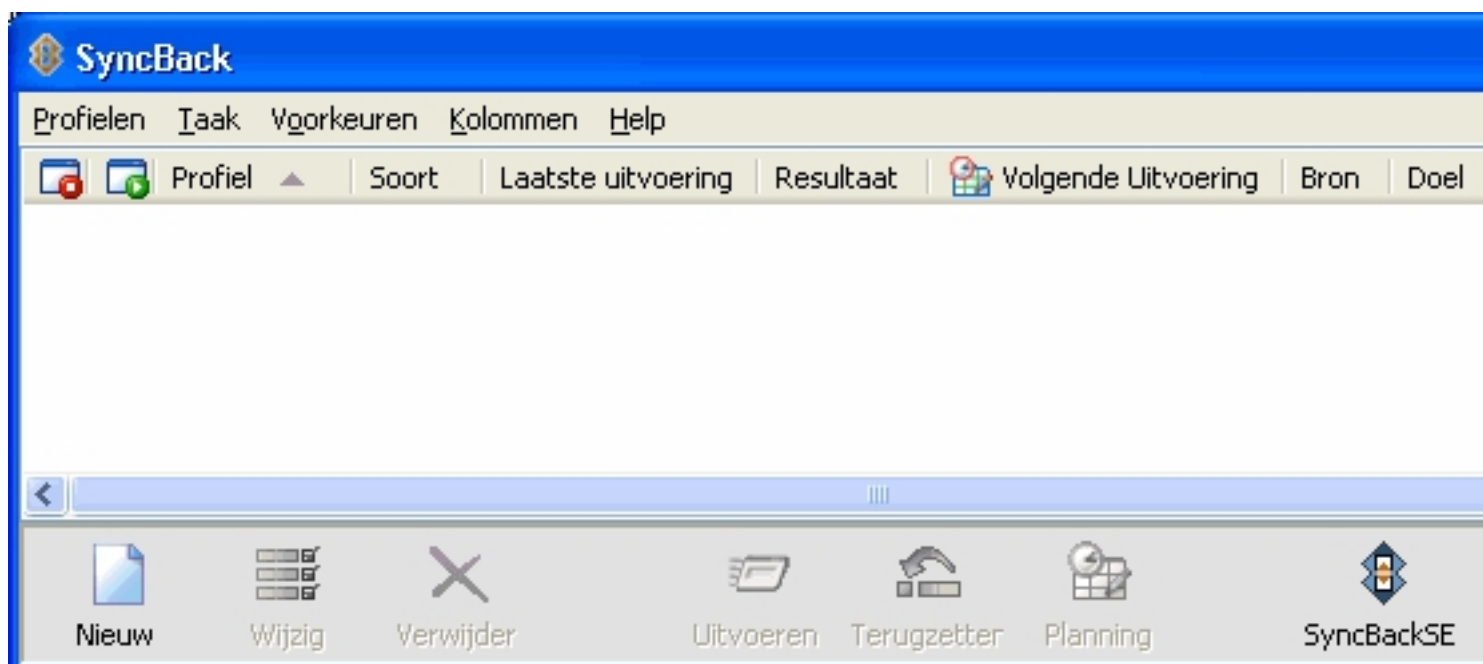 SyncBack
Profielen Taak Voorkeuren Kolommen Help
Profiel Soort Laatste uitvoering Resultaat Volgende Uitvoering Bron Doel
Nieuw Wijzig Verwijder Uitvoeren Terugzetter Planning SyncBackSE